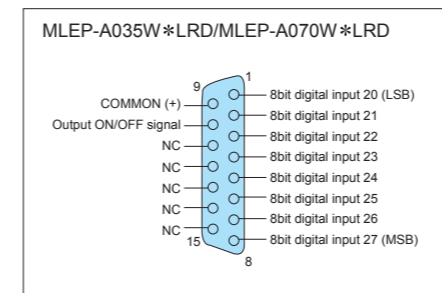 MLEP-A035W*LRD/MLEP-A070W*LRD
9
1
COMMON (+)
Output ON/OFF signal
NC
NC
NC
NC
NC
15
8bit digital input 20 (LSB)
8bit digital input 21
8bit digital input 22
8bit digital input 23
8bit digital input 24
8bit digital input 25
8bit digital input 26
8bit digital input 27 (MSB)
8